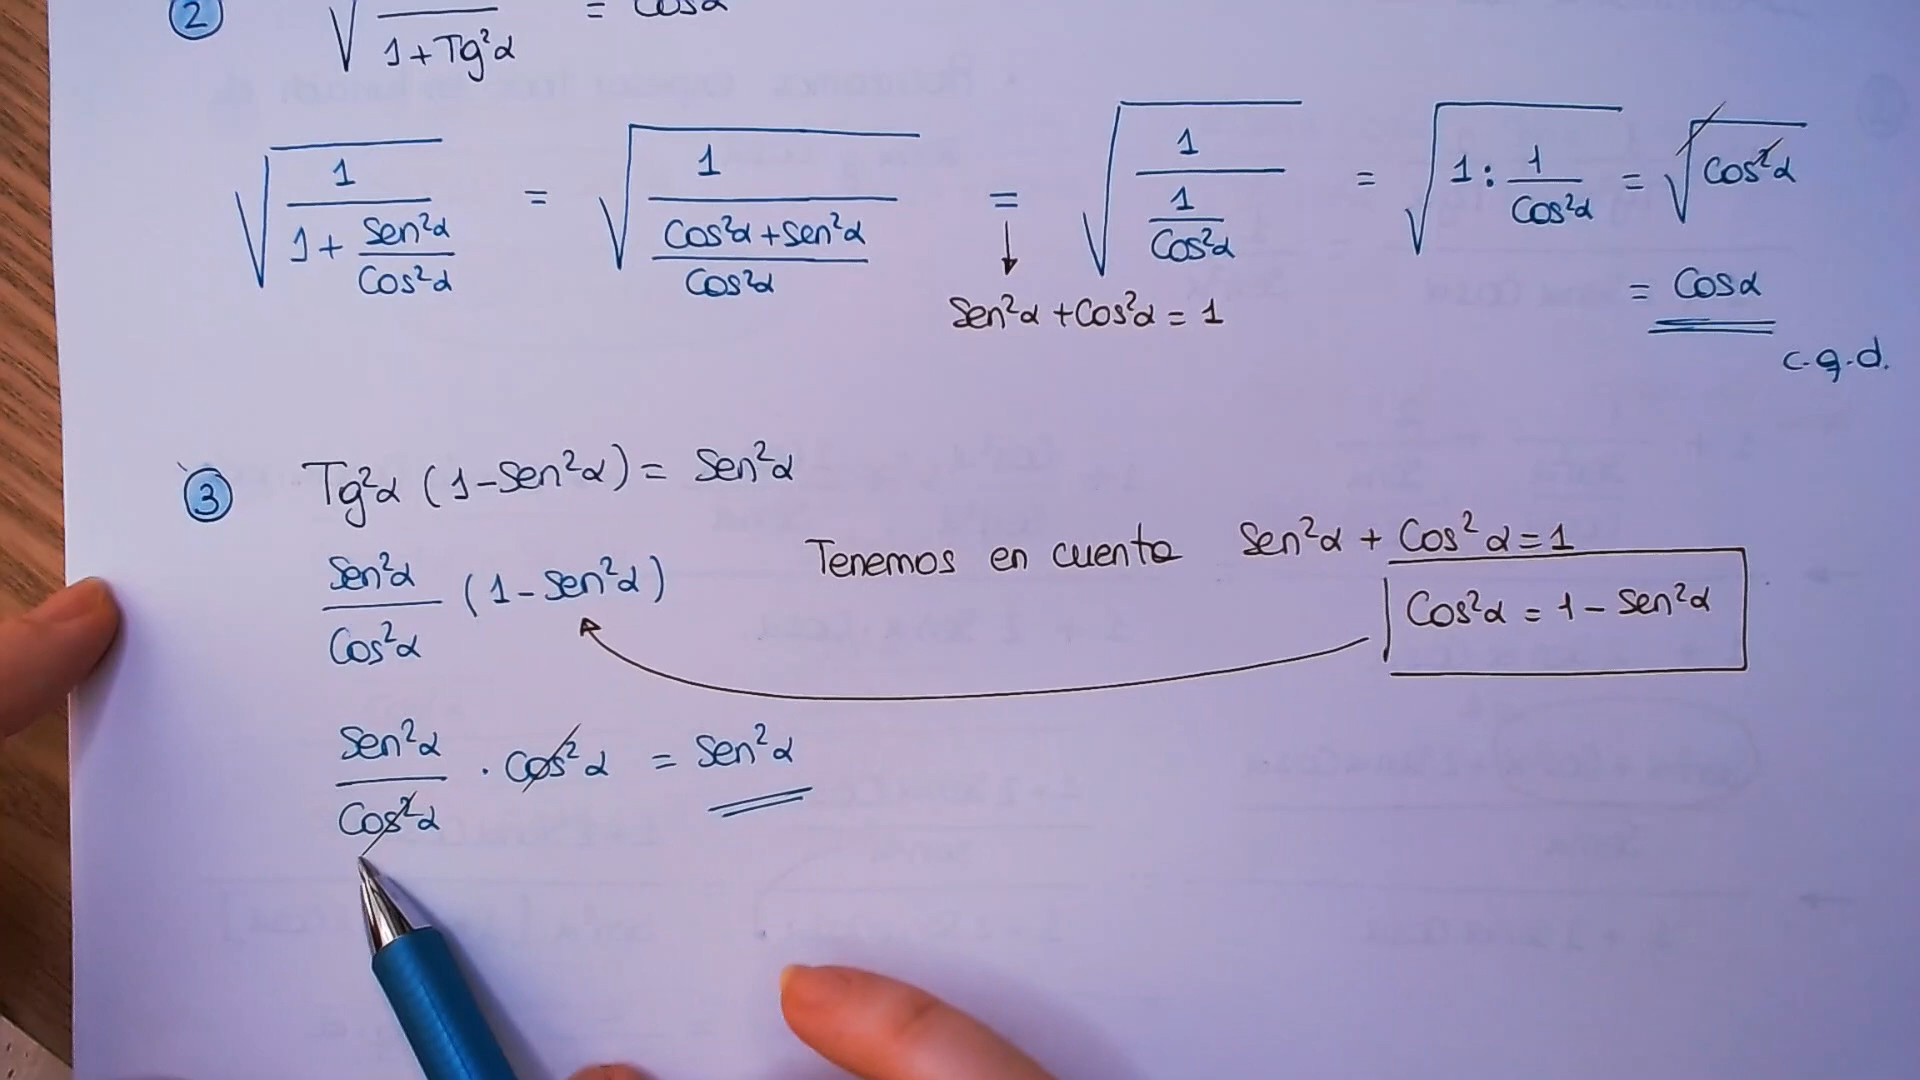 2 √ 1+Tg²α = Cosα
√(1/(1+Sen²α/Cos²α)) = √(1/((Cos²α+sen²α)/Cos²α)) = √(1/(1/Cos²α)) = √(1:1/Cos²α) = √Cos²α
Sen²α+Cos²α=1
= Cosα
c.q.d.
3 Tg²α (1-Sen²α)= Sen²α
Sen²α/Cos²α (1-Sen²α)
Tenemos en cuenta Sen²α + Cos²α=1
Cos²α = 1- Sen²α
Sen²α/Cos²α · Cos²α = Sen²α